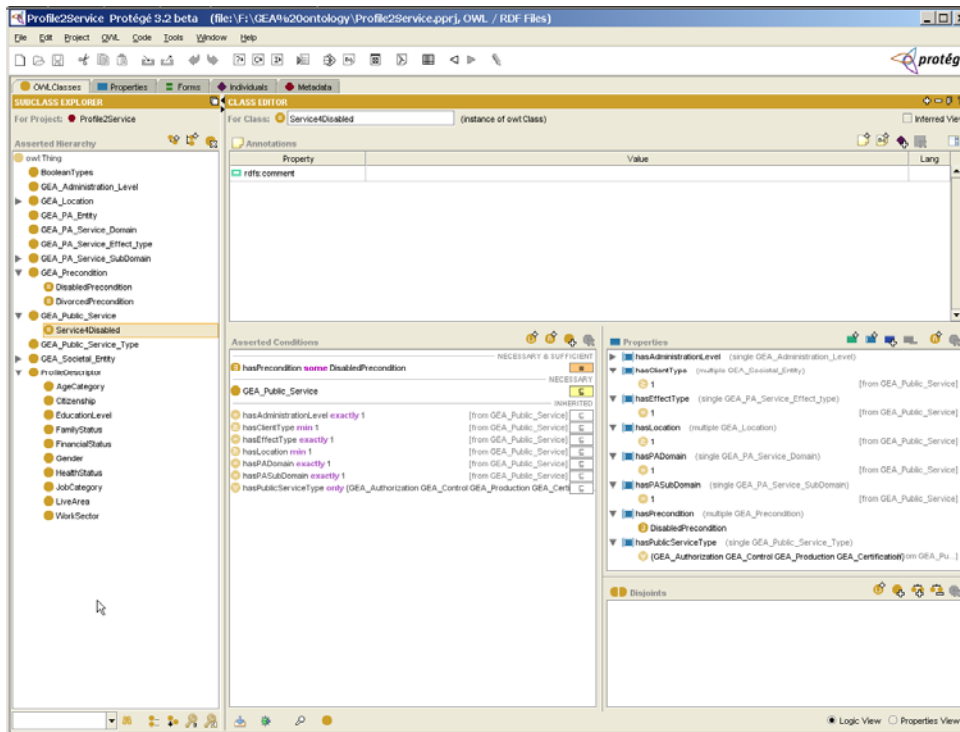 Profile2Service Protégé 3.2 beta (file:\F:\GEA%20ontology\Profile2Service.pprj, OWL / RDF Files)
File Edit Project OWL Code Tools Window Help
protég
OWLClasses Properties Forms Individuals Metadata
SUBCLASS EXPLORER
For Project: Profile2Service
Asserted Hierarchy
owl:Thing
BooleanTypes
GEA_Administration_Level
GEA_Location
GEA_PA_Entity
GEA_PA_Service_Domain
GEA_PA_Service_Effect_type
GEA_PA_Service_SubDomain
GEA_Precondition
DisabledPrecondition
DivorcedPrecondition
GEA_Public_Service
Service4Disabled
GEA_Public_Service_Type
GEA_Societal_Entity
ProfileDescriptor
AgeCategory
Citizenship
EducationLevel
FamilyStatus
FinancialStatus
Gender
HealthStatus
JobCategory
LiveArea
WorkSector
CLASS EDITOR
For Class: Service4Disabled (instance of owl:Class) Inferred View
Annotations
Property Value Lang
rdfs:comment
Asserted Conditions
NECESSARY & SUFFICIENT
hasPrecondition some DisabledPrecondition
NECESSARY
GEA_Public_Service
INHERITED
hasAdministrationLevel exactly 1 [from GEA_Public_Service]
hasClientType min 1 [from GEA_Public_Service]
hasEffectType exactly 1 [from GEA_Public_Service]
hasLocation min 1 [from GEA_Public_Service]
hasPADomain exactly 1 [from GEA_Public_Service]
hasPASubDomain exactly 1 [from GEA_Public_Service]
hasPublicServiceType only {GEA_Authorization GEA_Control GEA_Production GEA_Certi
Properties
hasAdministrationLevel (single GEA_Administration_Level)
hasClientType (multiple GEA_Societal_Entity)
1 [from GEA_Public_Service]
hasEffectType (single GEA_PA_Service_Effect_type)
1 [from GEA_Public_Service]
hasLocation (multiple GEA_Location)
1 [from GEA_Public_Service]
hasPADomain (single GEA_PA_Service_Domain)
1 [from GEA_Public_Service]
hasPASubDomain (single GEA_PA_Service_SubDomain)
1 [from GEA_Public_Service]
hasPrecondition (multiple GEA_Precondition)
DisabledPrecondition
hasPublicServiceType (single GEA_Public_Service_Type)
{GEA_Authorization GEA_Control GEA_Production GEA_Certification} om GEA_Pu...]
Disjoints
Logic View Properties View